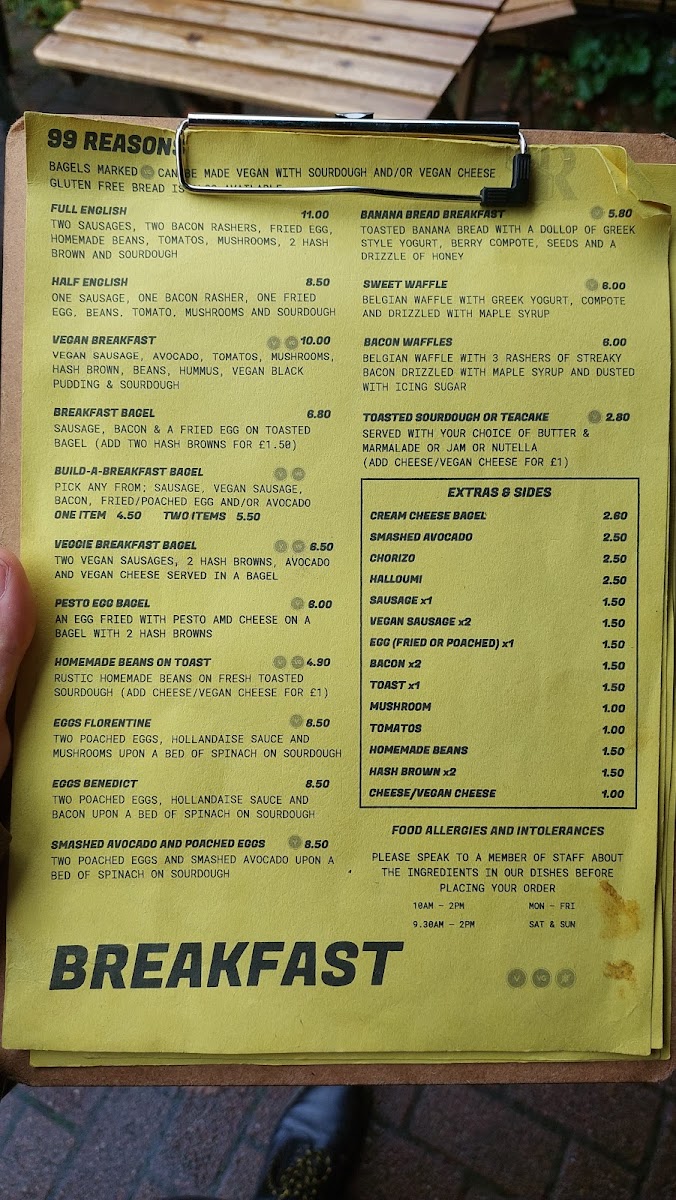 99 REASONS
BAGELS MARKED VG CAN BE MADE VEGAN WITH SOURDOUGH AND/OR VEGAN CHEESE
GLUTEN FREE BREAD IS ALSO AVAILABLE
FULL ENGLISH 11.00
TWO SAUSAGES, TWO BACON RASHERS, FRIED EGG,
HOMEMADE BEANS, TOMATOS, MUSHROOMS, 2 HASH
BROWN AND SOURDOUGH
HALF ENGLISH 8.50
ONE SAUSAGE, ONE BACON RASHER, ONE FRIED
EGG, BEANS, TOMATO, MUSHROOMS AND SOURDOUGH
VEGAN BREAKFAST V VG 10.00
VEGAN SAUSAGE, AVOCADO, TOMATOS, MUSHROOMS,
HASH BROWN, BEANS, HUMMUS, VEGAN BLACK
PUDDING & SOURDOUGH
BREAKFAST BAGEL 6.80
SAUSAGE, BACON & A FRIED EGG ON TOASTED
BAGEL (ADD TWO HASH BROWNS FOR £1.50)
BUILD-A-BREAKFAST BAGEL V VG
PICK ANY FROM; SAUSAGE, VEGAN SAUSAGE,
BACON, FRIED/POACHED EGG AND/OR AVOCADO
ONE ITEM 4.50 TWO ITEMS 5.50
VEGGIE BREAKFAST BAGEL V VG 6.50
TWO VEGAN SAUSAGES, 2 HASH BROWNS, AVOCADO
AND VEGAN CHEESE SERVED IN A BAGEL
PESTO EGG BAGEL V 6.00
AN EGG FRIED WITH PESTO AMD CHEESE ON A
BAGEL WITH 2 HASH BROWNS
HOMEMADE BEANS ON TOAST V VG 4.90
RUSTIC HOMEMADE BEANS ON FRESH TOASTED
SOURDOUGH (ADD CHEESE/VEGAN CHEESE FOR £1)
EGGS FLORENTINE V 8.50
TWO POACHED EGGS, HOLLANDAISE SAUCE AND
MUSHROOMS UPON A BED OF SPINACH ON SOURDOUGH
EGGS BENEDICT 8.50
TWO POACHED EGGS, HOLLANDAISE SAUCE AND
BACON UPON A BED OF SPINACH ON SOURDOUGH
SMASHED AVOCADO AND POACHED EGGS V 8.50
TWO POACHED EGGS AND SMASHED AVOCADO UPON A
BED OF SPINACH ON SOURDOUGH
BANANA BREAD BREAKFAST V 5.80
TOASTED BANANA BREAD WITH A DOLLOP OF GREEK
STYLE YOGURT, BERRY COMPOTE, SEEDS AND A
DRIZZLE OF HONEY
SWEET WAFFLE V 6.00
BELGIAN WAFFLE WITH GREEK YOGURT, COMPOTE
AND DRIZZLED WITH MAPLE SYRUP
BACON WAFFLES 6.00
BELGIAN WAFFLE WITH 3 RASHERS OF STREAKY
BACON DRIZZLED WITH MAPLE SYRUP AND DUSTED
WITH ICING SUGAR
TOASTED SOURDOUGH OR TEACAKE V 2.80
SERVED WITH YOUR CHOICE OF BUTTER &
MARMALADE OR JAM OR NUTELLA
(ADD CHEESE/VEGAN CHEESE FOR £1)
EXTRAS & SIDES
CREAM CHEESE BAGEL 2.60
SMASHED AVOCADO 2.50
CHORIZO 2.50
HALLOUMI 2.50
SAUSAGE x1 1.50
VEGAN SAUSAGE x2 1.50
EGG (FRIED OR POACHED) x1 1.50
BACON x2 1.50
TOAST x1 1.50
MUSHROOM 1.00
TOMATOS 1.00
HOMEMADE BEANS 1.50
HASH BROWN x2 1.50
CHEESE/VEGAN CHEESE 1.00
FOOD ALLERGIES AND INTOLERANCES
PLEASE SPEAK TO A MEMBER OF STAFF ABOUT
THE INGREDIENTS IN OUR DISHES BEFORE
PLACING YOUR ORDER
10AM - 2PM MON - FRI
9.30AM - 2PM SAT & SUN
BREAKFAST V VG